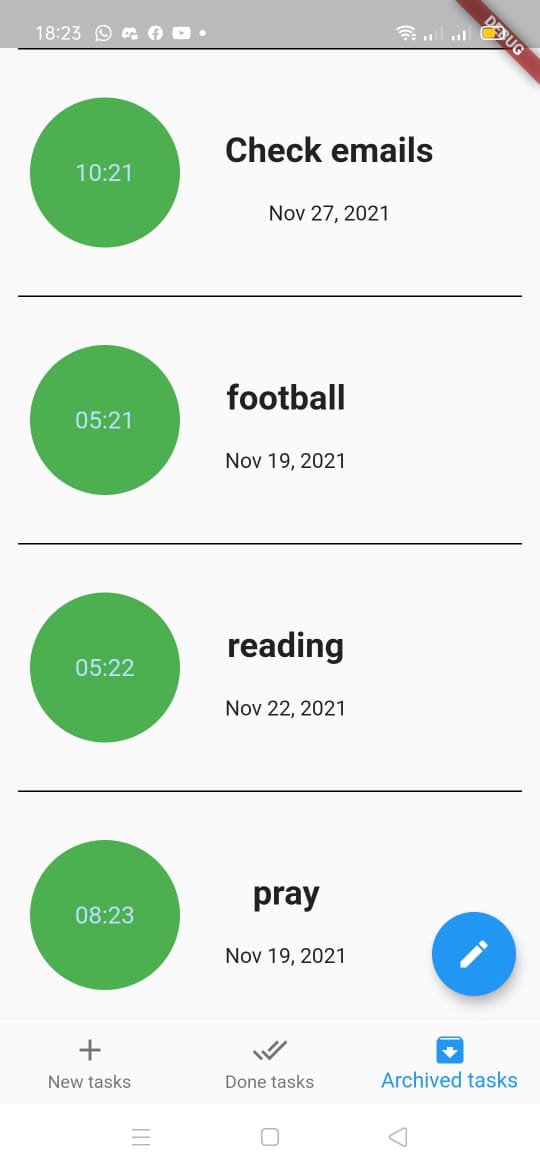 18:23
DEBUG
10:21
Check emails
Nov 27, 2021
05:21
football
Nov 19, 2021
05:22
reading
Nov 22, 2021
08:23
pray
Nov 19, 2021
New tasks
Done tasks
Archived tasks